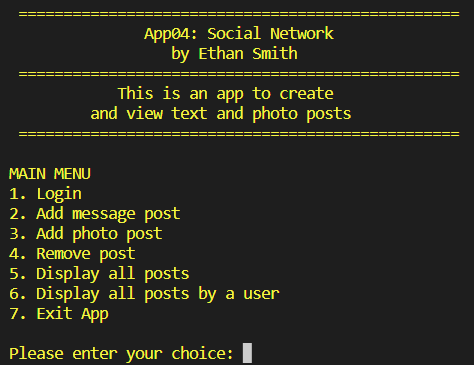 =================================================
App04: Social Network
by Ethan Smith
=================================================
This is an app to create
and view text and photo posts
=================================================
MAIN MENU
1. Login
2. Add message post
3. Add photo post
4. Remove post
5. Display all posts
6. Display all posts by a user
7. Exit App
Please enter your choice: